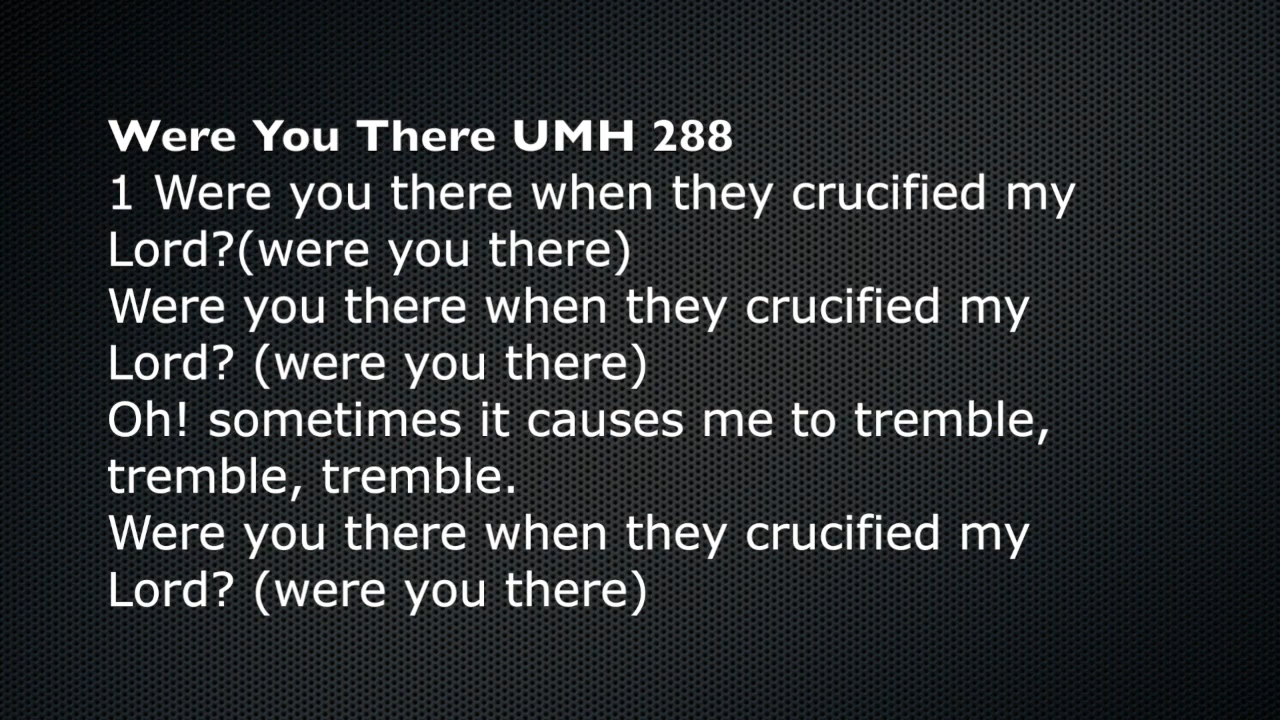 Were You There UMH 288
1 Were you there when they crucified my
Lord?(were you there)
Were you there when they crucified my
Lord? (were you there)
Oh! sometimes it causes me to tremble,
tremble, tremble.
Were you there when they crucified my
Lord? (were you there)